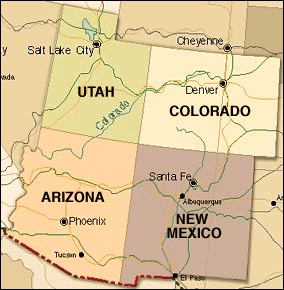 Salt Lake
City
Cheyenne
UTAH
Denver
Colorado
COLORADO
Santa Fe
ARIZONA
Albuquerque
Phoenix
NEW
MEXICO
Tucson
El Paso